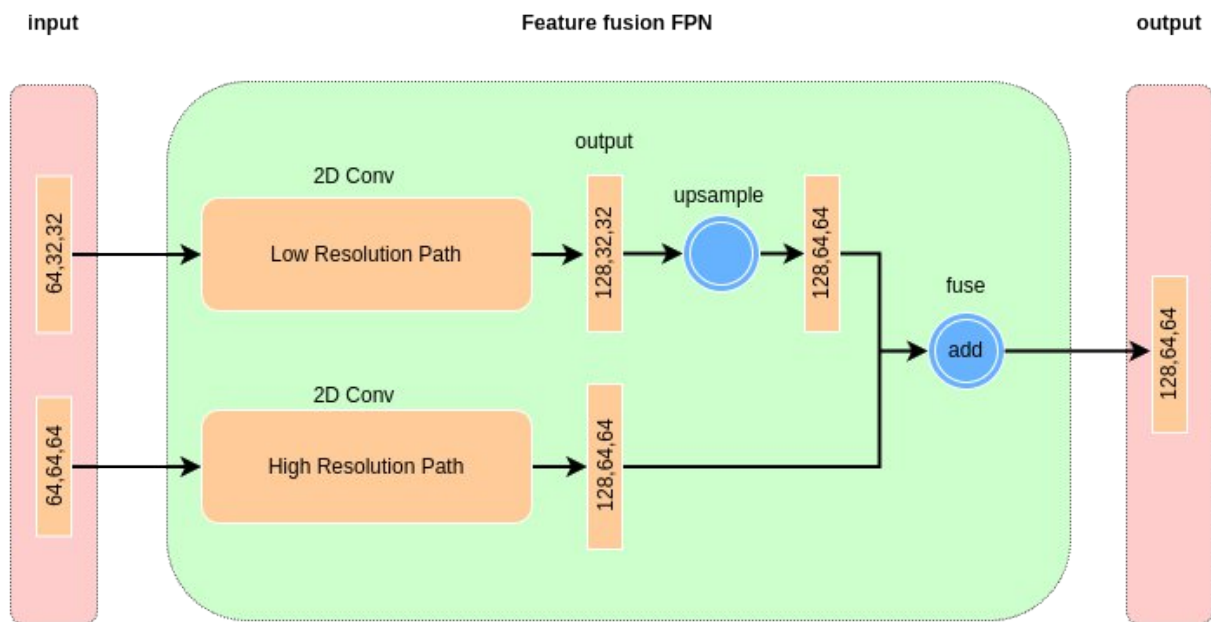 input
Feature fusion FPN
output
output
2D Conv
upsample
64,32,32
Low Resolution Path
128,32,32
128,64,64
fuse
add
128,64,64
2D Conv
64,64,64
High Resolution Path
128,64,64